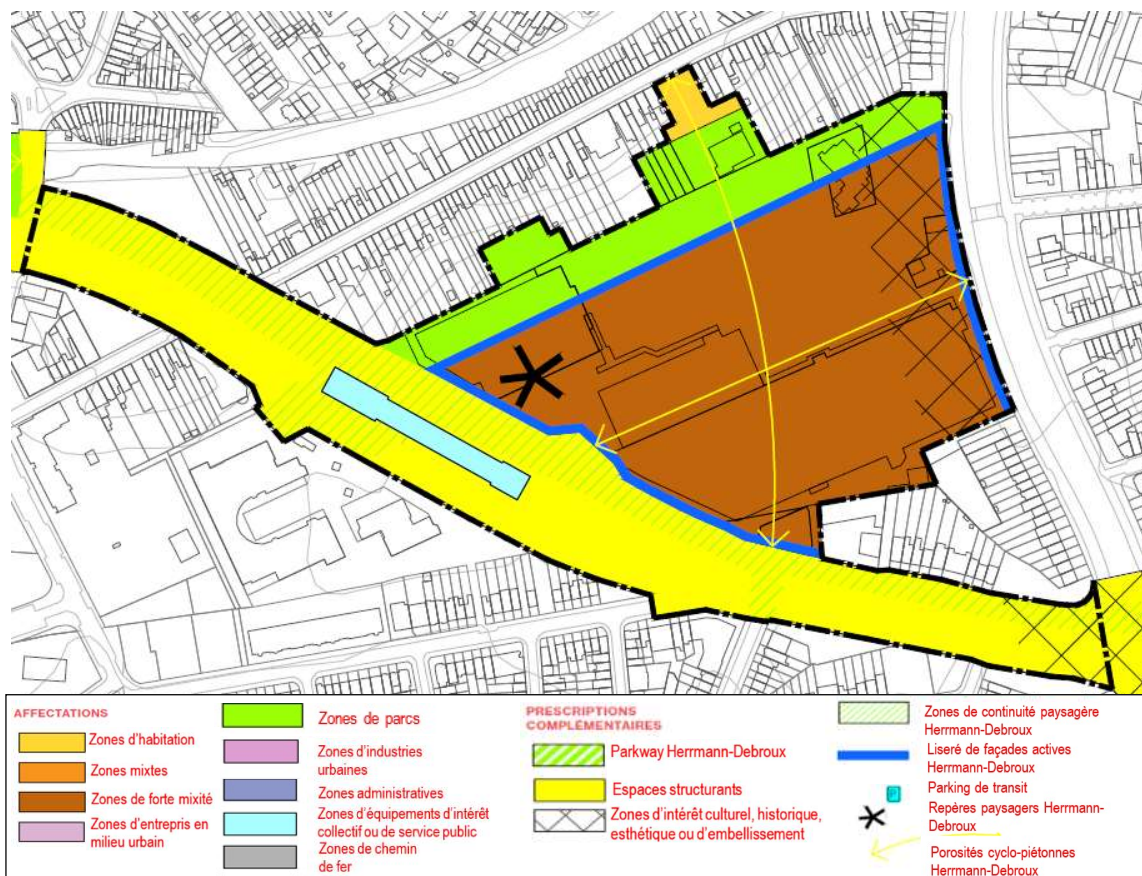 AFFECTATIONS
Zones d'habitation
Zones mixtes
Zones de forte mixité
Zones d'entrepris en
milieu urbain
Zones de parcs
Zones d'industries
urbaines
Zones administratives
Zones d'équipements d'intérêt
collectif ou de service public
Zones de chemin
de fer
PRESCRIPTIONS
COMPLÉMENTAIRES
Parkway Herrmann-Debroux
Espaces structurants
Zones d'intérêt culturel, historique,
esthétique ou d'embellissement
Zones de continuité paysagère
Herrmann-Debroux
Liseré de façades actives
Herrmann-Debroux
P
Parking de transit
Repères paysagers Herrmann-
Debroux
Porosités cyclo-piétonnes
Herrmann-Debroux